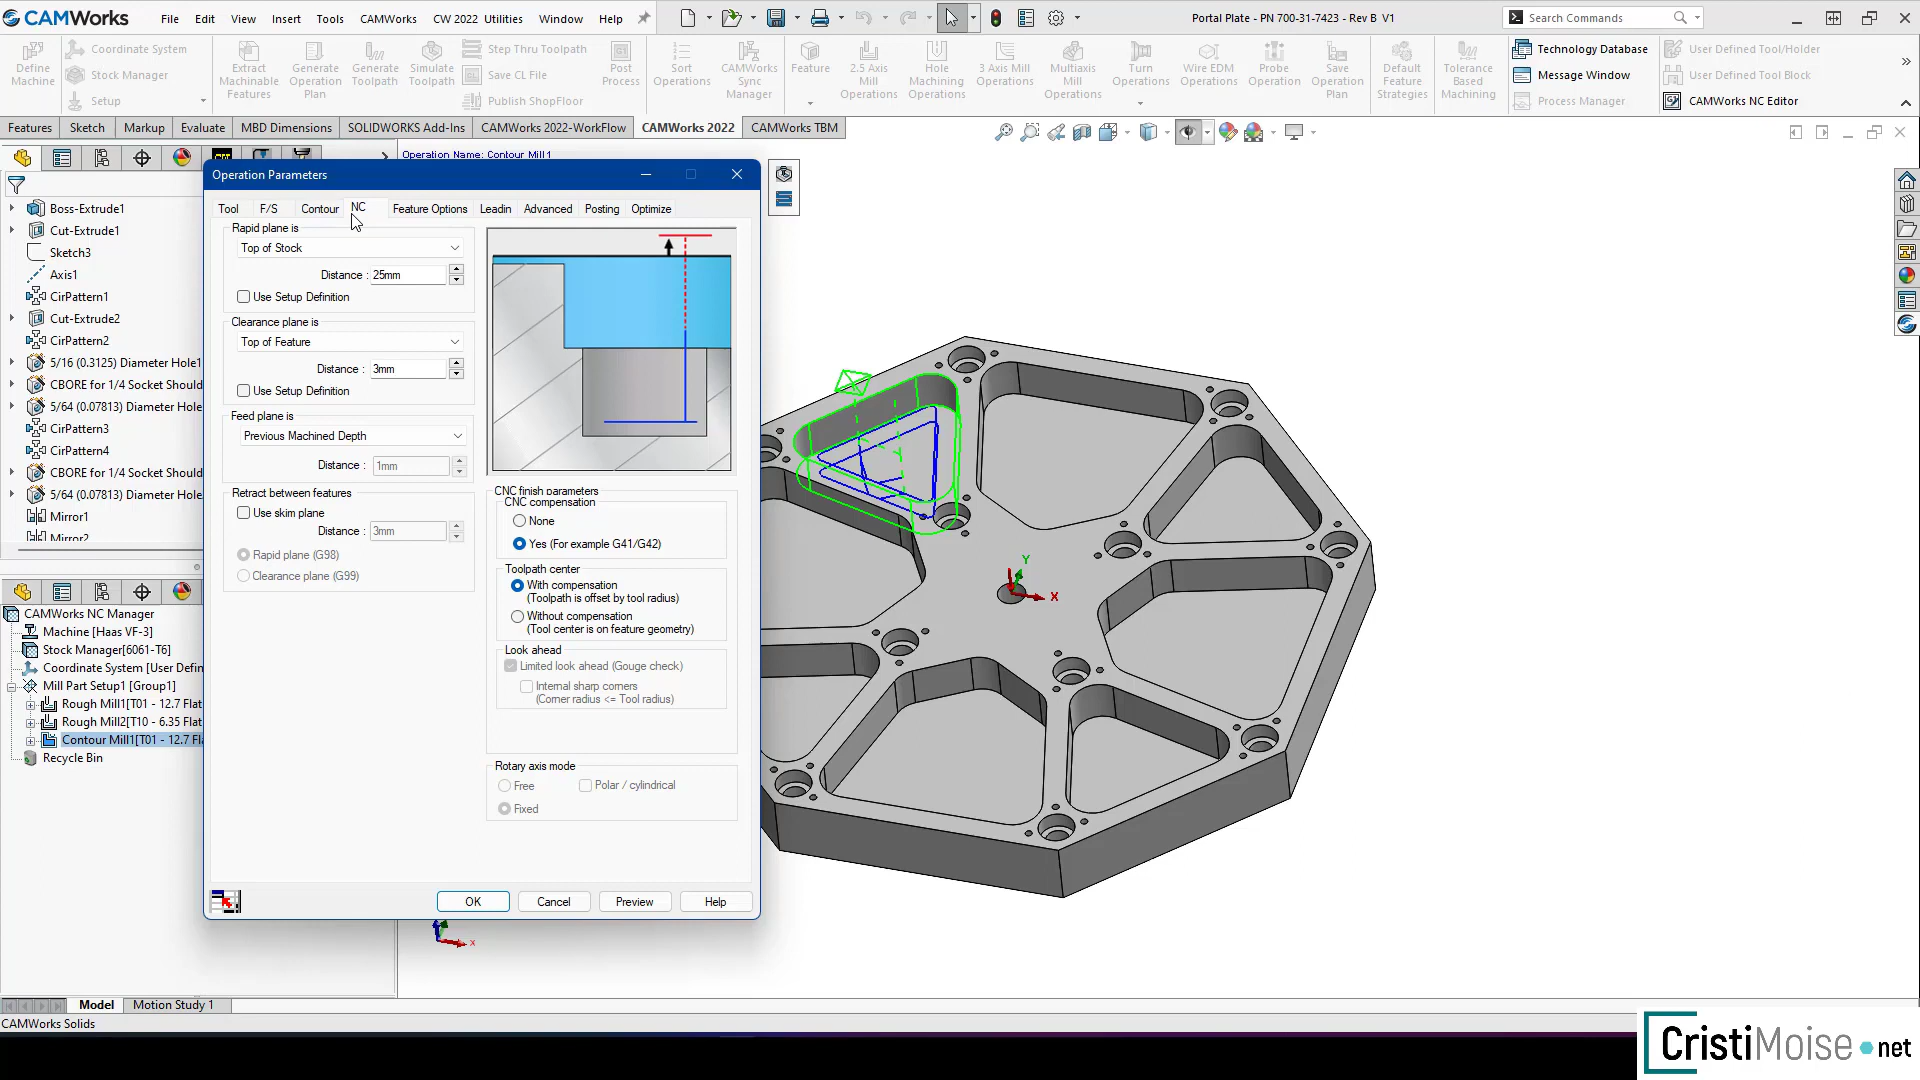 CAMWorks File Edit View Insert Tools CAMWorks CW 2022 Utilities Window Help Portal Plate - PN 700-31-7423 - Rev B V1 Search Commands
Define Machine
Coordinate System
Stock Manager
Setup
Extract Machinable Features
Generate Operation Plan
Generate Toolpath
Simulate Toolpath
Step Thru Toolpath
Save CL File
Publish ShopFloor
Post Process
Sort Operations
CAMWorks Sync Manager
Feature
2.5 Axis Mill Operations
Hole Machining Operations
3 Axis Mill Operations
Multiaxis Mill Operations
Turn Operations
Wire EDM Operations
Probe Operation
Save Operation Plan
Technology Database
Message Window
Process Manager
Default Feature Strategies
Tolerance Based Machining
User Defined Tool/Holder
User Defined Tool Block
CAMWorks NC Editor
Features Sketch Markup Evaluate MBD Dimensions SOLIDWORKS Add-Ins CAMWorks 2022-WorkFlow CAMWorks 2022 CAMWorks TBM
Operation Name: Contour Mill1
Boss-Extrude1
Cut-Extrude1
Sketch3
Axis1
CirPattern1
Cut-Extrude2
CirPattern2
5/16 (0.3125) Diameter Hole1
CBORE for 1/4 Socket Should
5/64 (0.07813) Diameter Hole
CirPattern3
CirPattern4
CBORE for 1/4 Socket Should
5/64 (0.07813) Diameter Hole
Mirror1
Mirror2
CAMWorks NC Manager
Machine [Haas VF-3]
Stock Manager[6061-T6]
Coordinate System [User Defin
Mill Part Setup1 [Group1]
Rough Mill1[T01 - 12.7 Flat
Rough Mill2[T10 - 6.35 Flat
Contour Mill1[T01 - 12.7 Fla
Recycle Bin
Operation Parameters
Tool F/S Contour NC Feature Options Leadin Advanced Posting Optimize
Rapid plane is
Top of Stock
Distance : 25mm
Use Setup Definition
Clearance plane is
Top of Feature
Distance : 3mm
Use Setup Definition
Feed plane is
Previous Machined Depth
Distance : 1mm
Retract between features
Use skim plane
Distance : 3mm
Rapid plane (G98)
Clearance plane (G99)
CNC finish parameters
CNC compensation
None
Yes (For example G41/G42)
Toolpath center
With compensation
(Toolpath is offset by tool radius)
Without compensation
(Tool center is on feature geometry)
Look ahead
Limited look ahead (Gouge check)
Internal sharp corners
(Corner radius <= Tool radius)
Rotary axis mode
Free Polar / cylindrical
Fixed
OK Cancel Preview Help
Y
X
X
Model Motion Study 1
CAMWorks Solids
CristiMoise.net